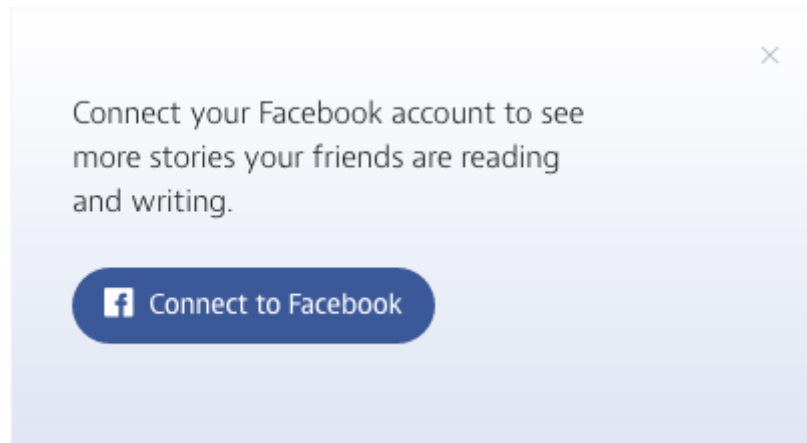 Connect your Facebook account to see
more stories your friends are reading
and writing.
Connect to Facebook